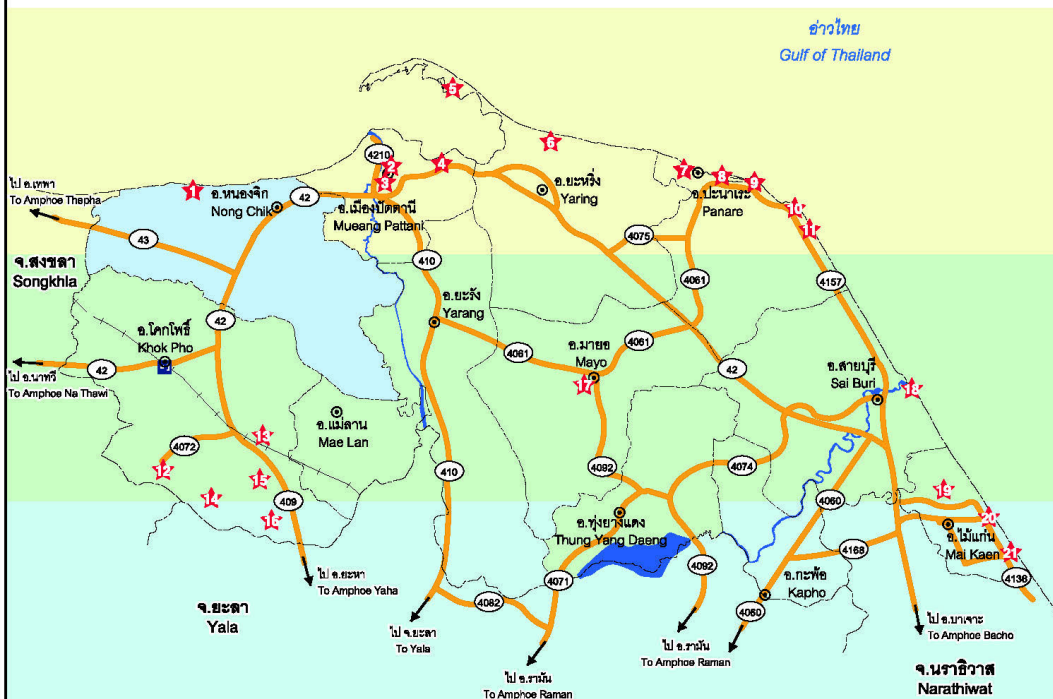 อ่าวไทย
Gulf of Thailand
5
6
4210
2
3
4
7
8
9
10
11
1
ไป อ.เทพา
To Amphoe Thepha
อ.หนองจิก
Nong Chik
42
อ.เมืองปัตตานี
Mueang Pattani
อ.ยะหริ่ง
Yaring
อ.ปะนาเระ
Panare
43
410
4075
4061
4157
จ.สงขลา
Songkhla
42
อ.ยะรัง
Yarang
อ.โคกโพธิ์
Khok Pho
42
ไป อ.นาทวี
To Amphoe Na Thawi
4061
อ.มายอ
Mayo
4061
17
42
อ.สายบุรี
Sai Buri
18
อ.แม่ลาน
Mae Lan
4072
13
12
14
15
16
409
410
4092
4074
4060
19
20
21
อ.ทุ่งยางแดง
Thung Yang Daeng
อ.ไม้แก่น
Mai Kaen
4168
4136
4071
4092
4082
อ.กะพ้อ
Kapho
4060
ไป อ.ยะหา
To Amphoe Yaha
จ.ยะลา
Yala
ไป จ.ยะลา
To Yala
ไป อ.รามัน
To Amphoe Raman
ไป อ.รามัน
To Amphoe Raman
ไป อ.บาเจาะ
To Amphoe Bacho
จ.นราธิวาส
Narathiwat